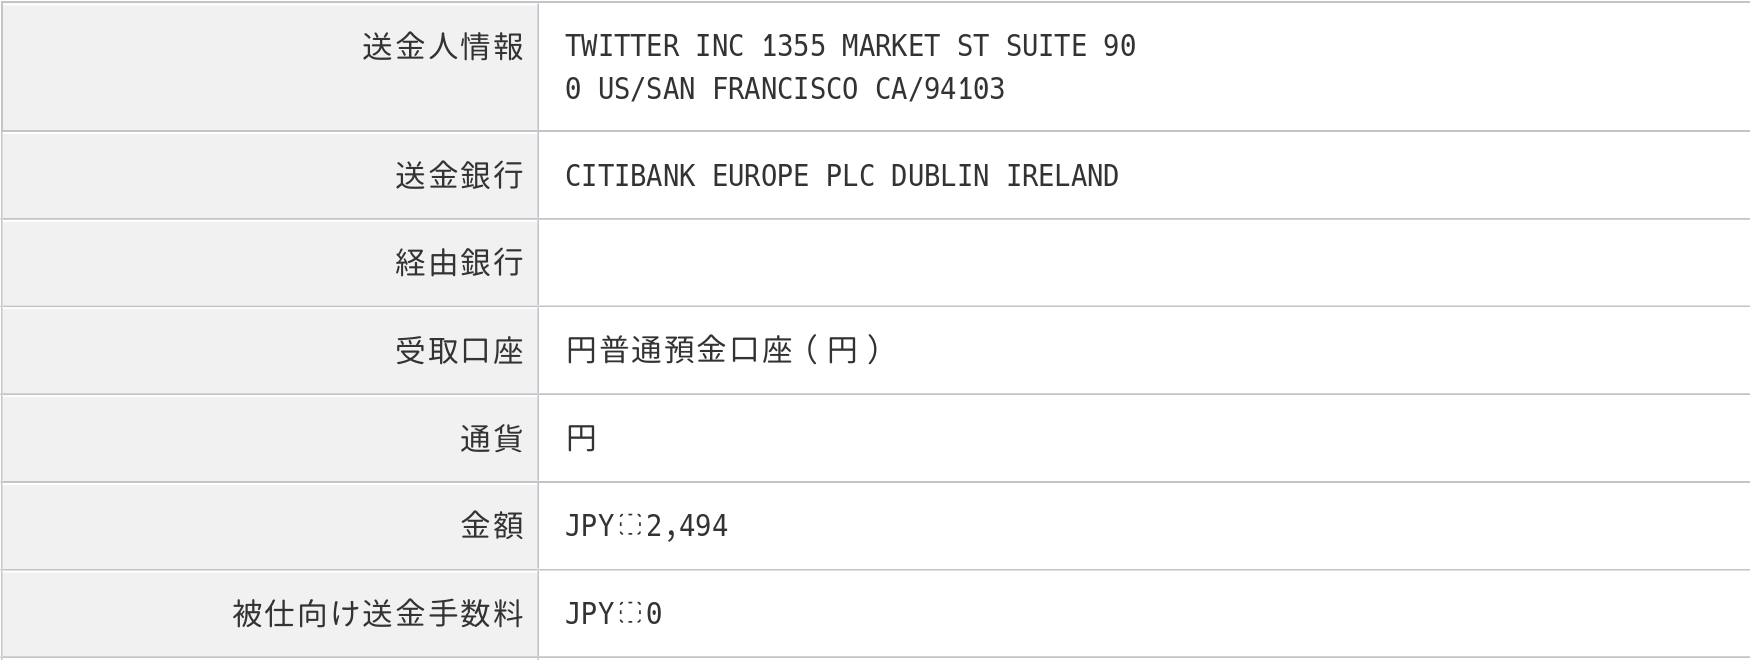 送金人情報 TWITTER INC 1355 MARKET ST SUITE 90
0 US/SAN FRANCISCO CA/94103
送金銀行 CITIBANK EUROPE PLC DUBLIN IRELAND
経由銀行
受取口座 円普通預金口座(円)
通貨 円
金額 JPY 2,494
被仕向け送金手数料 JPY 0